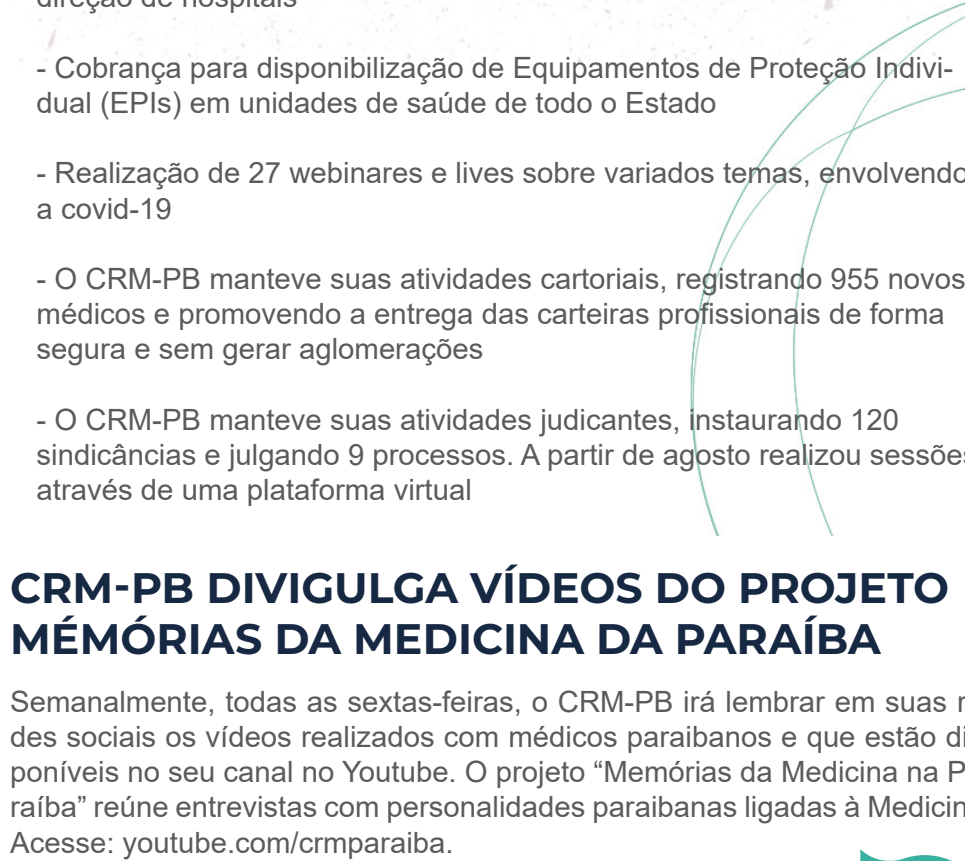 direção de hospitais
- Cobrança para disponibilização de Equipamentos de Proteção Indivi-
dual (EPIs) em unidades de saúde de todo o Estado
- Realização de 27 webinares e lives sobre variados temas, envolvendo
a covid-19
- O CRM-PB manteve suas atividades cartoriais, registrando 955 novos
médicos e promovendo a entrega das carteiras profissionais de forma
segura e sem gerar aglomerações
- O CRM-PB manteve suas atividades judicantes, instaurando 120
sindicâncias e julgando 9 processos. A partir de agosto realizou sessões
através de uma plataforma virtual
CRM-PB DIVIGULGA VÍDEOS DO PROJETO
MÉMÓRIAS DA MEDICINA DA PARAÍBA
Semanalmente, todas as sextas-feiras, o CRM-PB irá lembrar em suas
des sociais os vídeos realizados com médicos paraibanos e que estão
poníveis no seu canal no Youtube. O projeto “Memórias da Medicina na
raíba” reúne entrevistas com personalidades paraibanas ligadas à Medicin
Acesse: youtube.com/crmparaiba.